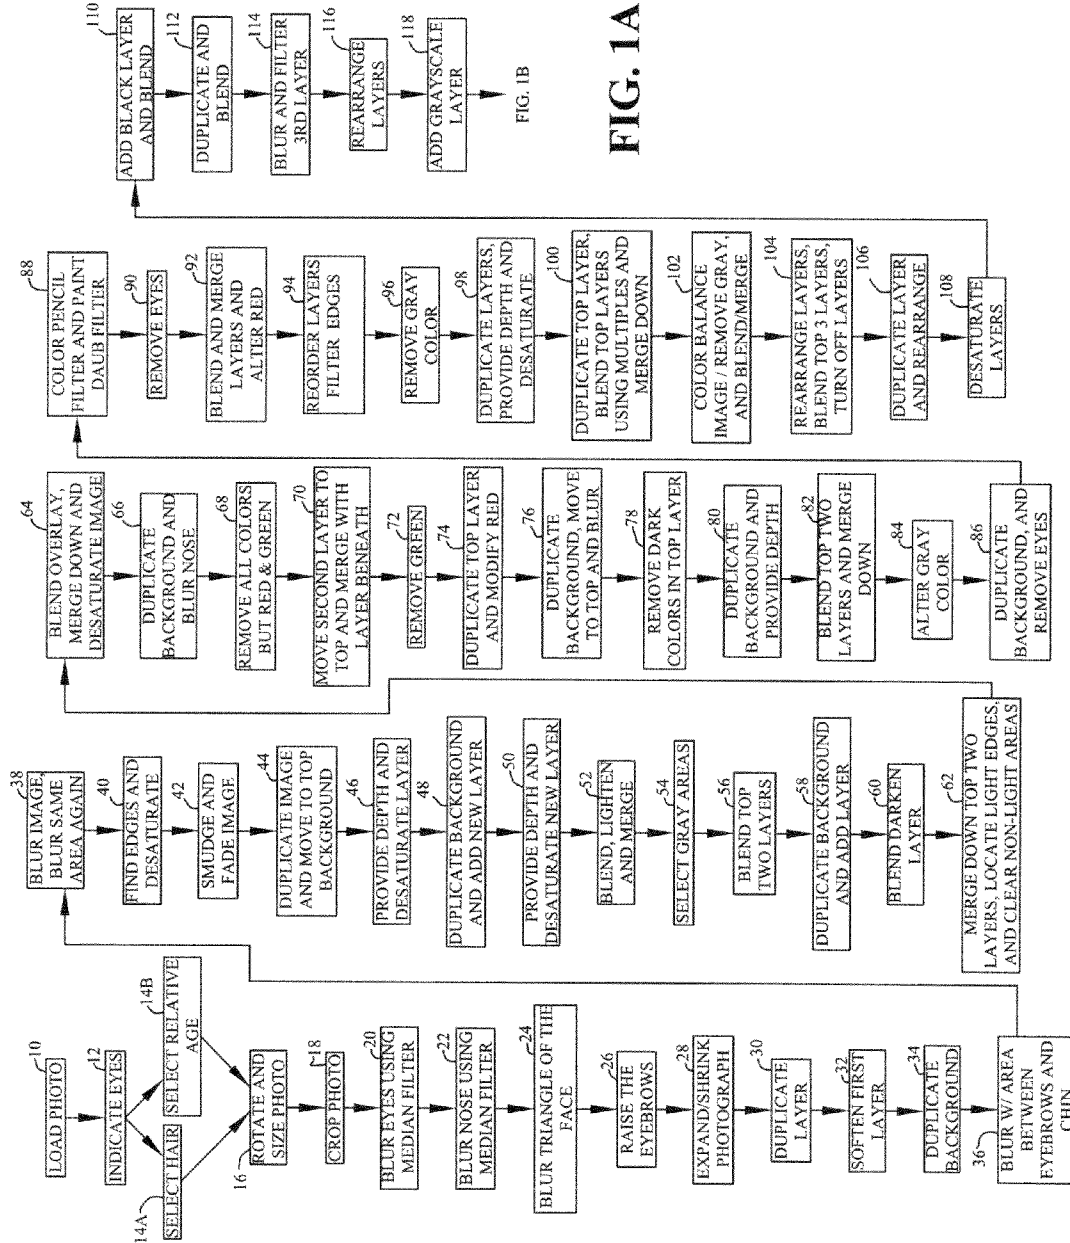 10
LOAD PHOTO
12
INDICATE EYES
14A
SELECT HAIR
14B
SELECT RELATIVE
AGE
16
ROTATE AND
SIZE PHOTO
18
CROP PHOTO
20
BLUR EYES USING
MEDIAN FILTER
22
BLUR NOSE USING
MEDIAN FILTER
24
BLUR TRIANGLE OF THE
FACE
26
RAISE THE
EYEBROWS
28
EXPAND/SHRINK
PHOTOGRAPH
30
DUPLICATE
LAYER
32
SOFTEN FIRST
LAYER
34
DUPLICATE
BACKGROUND
36
BLUR W/ AREA
BETWEEN
EYEBROWS AND
CHIN
38
BLUR IMAGE,
BLUR SAME
AREA AGAIN
40
FIND EDGES AND
DESATURATE
42
SMUDGE AND
FADE IMAGE
44
DUPLICATE IMAGE
AND MOVE TO TOP
BACKGROUND
46
PROVIDE DEPTH AND
DESATURATE LAYER
48
DUPLICATE BACKGROUND
AND ADD NEW LAYER
50
PROVIDE DEPTH AND
DESATURATE NEW LAYER
52
BLEND, LIGHTEN
AND MERGE
54
SELECT GRAY AREAS
56
BLEND TOP
TWO LAYERS
58
DUPLICATE BACKGROUND
AND ADD LAYER
60
BLEND DARKEN
LAYER
62
MERGE DOWN TOP TWO
LAYERS, LOCATE LIGHT EDGES,
AND CLEAR NON-LIGHT AREAS
64
BLEND OVERLAY,
MERGE DOWN AND
DESATURATE IMAGE
66
DUPLICATE
BACKGROUND AND
BLUR NOSE
68
REMOVE ALL COLORS
BUT RED & GREEN
70
MOVE SECOND LAYER TO
TOP AND MERGE WITH
LAYER BENEATH
72
REMOVE GREEN
74
DUPLICATE TOP LAYER
AND MODIFY RED
76
DUPLICATE
BACKGROUND, MOVE
TO TOP AND BLUR
78
REMOVE DARK
COLORS IN TOP LAYER
80
DUPLICATE
BACKGROUND AND
PROVIDE DEPTH
82
BLEND TOP TWO
LAYERS AND MERGE
DOWN
84
ALTER GRAY
COLOR
86
DUPLICATE
BACKGROUND, AND
REMOVE EYES
88
COLOR PENCIL
FILTER AND PAINT
DAUB FILTER
90
REMOVE EYES
92
BLEND AND MERGE
LAYERS AND
ALTER RED
94
REORDER LAYERS
FILTER EDGES
96
REMOVE GRAY
COLOR
98
DUPLICATE LAYERS,
PROVIDE DEPTH AND
DESATURATE
100
DUPLICATE TOP LAYER,
BLEND TOP LAYERS
USING MULTIPLES AND
MERGE DOWN
102
COLOR BALANCE
IMAGE / REMOVE GRAY,
AND BLEND/MERGE
104
REARRANGE LAYERS,
BLEND TOP 3 LAYERS,
TURN OFF LAYERS
106
DUPLICATE LAYER
AND REARRANGE
108
DESATURATE
LAYERS
110
ADD BLACK LAYER
AND BLEND
112
DUPLICATE AND
BLEND
114
BLUR AND FILTER
3RD LAYER
116
REARRANGE
LAYERS
118
ADD GRAYSCALE
LAYER
FIG. 1B
FIG. 1A